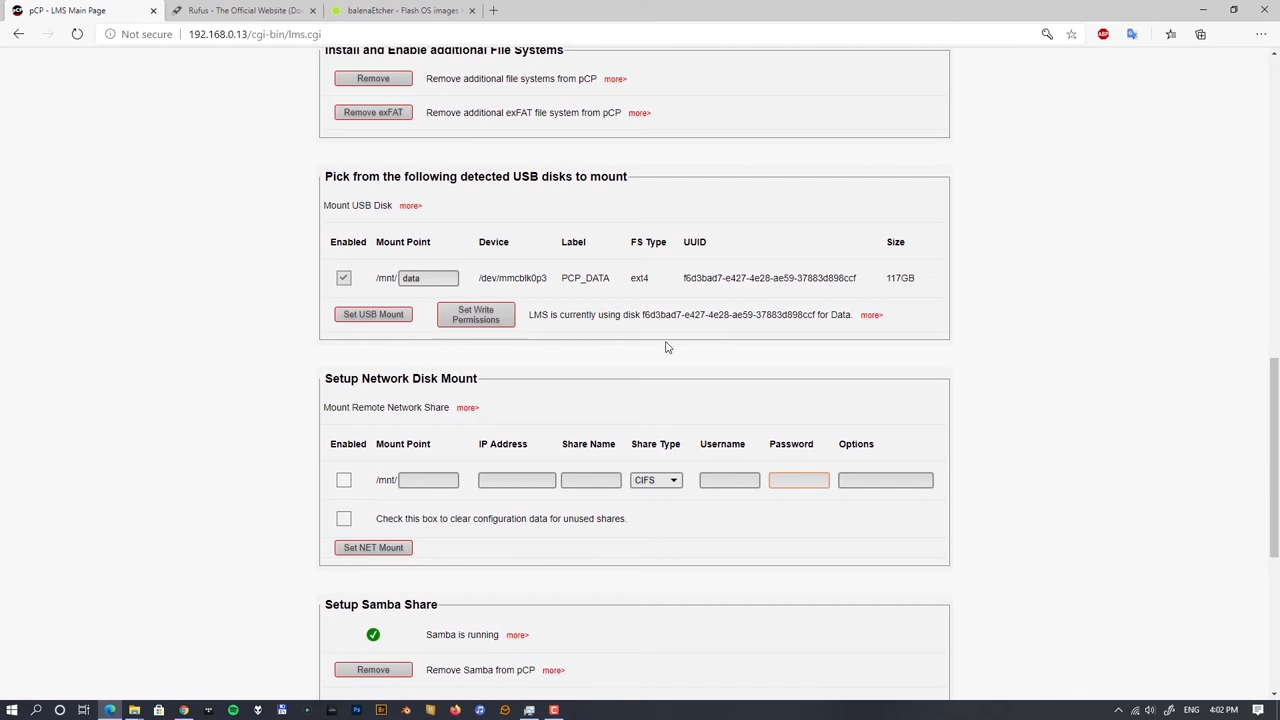 pCP - LMS Main Page
Rufus - The Official Website (Dow
balenaEtcher - Flash OS images f
Not secure
192.168.0.13/cgi-bin/lms.cgi
Install and Enable additional File Systems
Remove
Remove additional file systems from pCP more>
Remove exFAT
Remove additional exFAT file system from pCP more>
Pick from the following detected USB disks to mount
Mount USB Disk more>
Enabled Mount Point Device Label FS Type UUID Size
/mnt/ data /dev/mmcblk0p3 PCP_DATA ext4 f6d3bad7-e427-4e28-ae59-37883d898ccf 117GB
Set USB Mount
Set Write
Permissions
LMS is currently using disk f6d3bad7-e427-4e28-ae59-37883d898ccf for Data. more>
Setup Network Disk Mount
Mount Remote Network Share more>
Enabled Mount Point IP Address Share Name Share Type Username Password Options
/mnt/ CIFS
Check this box to clear configuration data for unused shares.
Set NET Mount
Setup Samba Share
Samba is running more>
Remove
Remove Samba from pCP more>
4:02 PM